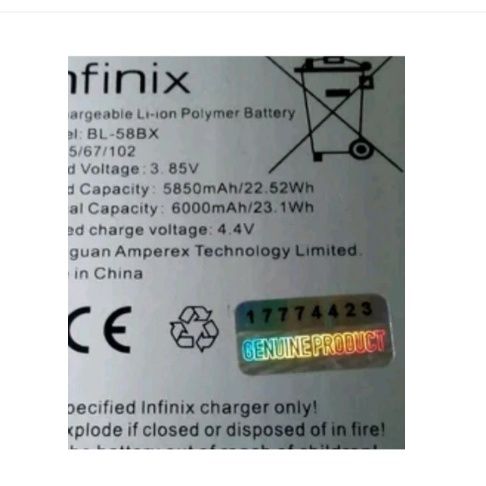 nfinix
argeable Li-ion Polymer Battery
el: BL-58BX
5/67/102
d Voltage: 3.85V
d Capacity: 5850mAh/22.52Wh
al Capacity: 6000mAh/23.1Wh
ed charge voltage: 4.4V
guan Amperex Technology Limited.
in China
CE
17774423
GENUINE PRODUCT
pecified Infinix charger only!
xplode if closed or disposed of in fire!